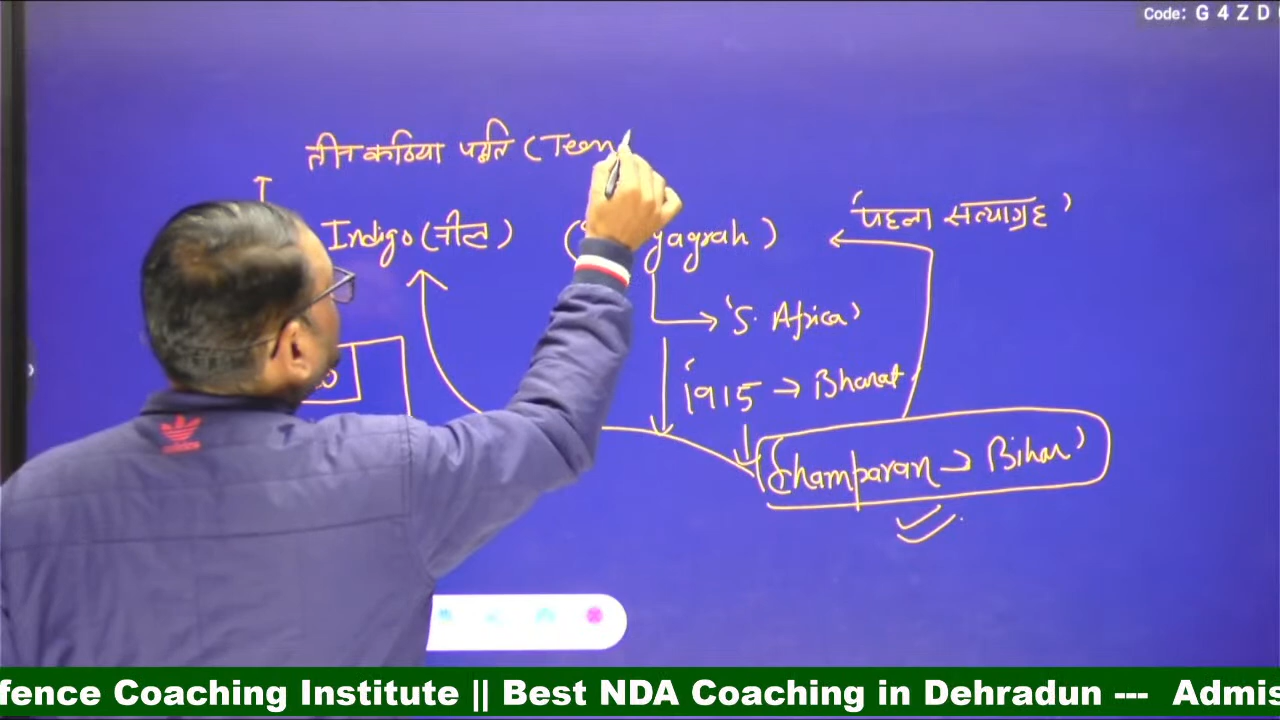 Code: G 4 Z D
तीन कठिया पद्धति (Teen
'पहला सत्याग्रह'
Indigo (नील) yagrah)
'S. Africa'
1915 → Bharat
Champaran → Bihar'
fence Coaching Institute || Best NDA Coaching in Dehradun --- Admis